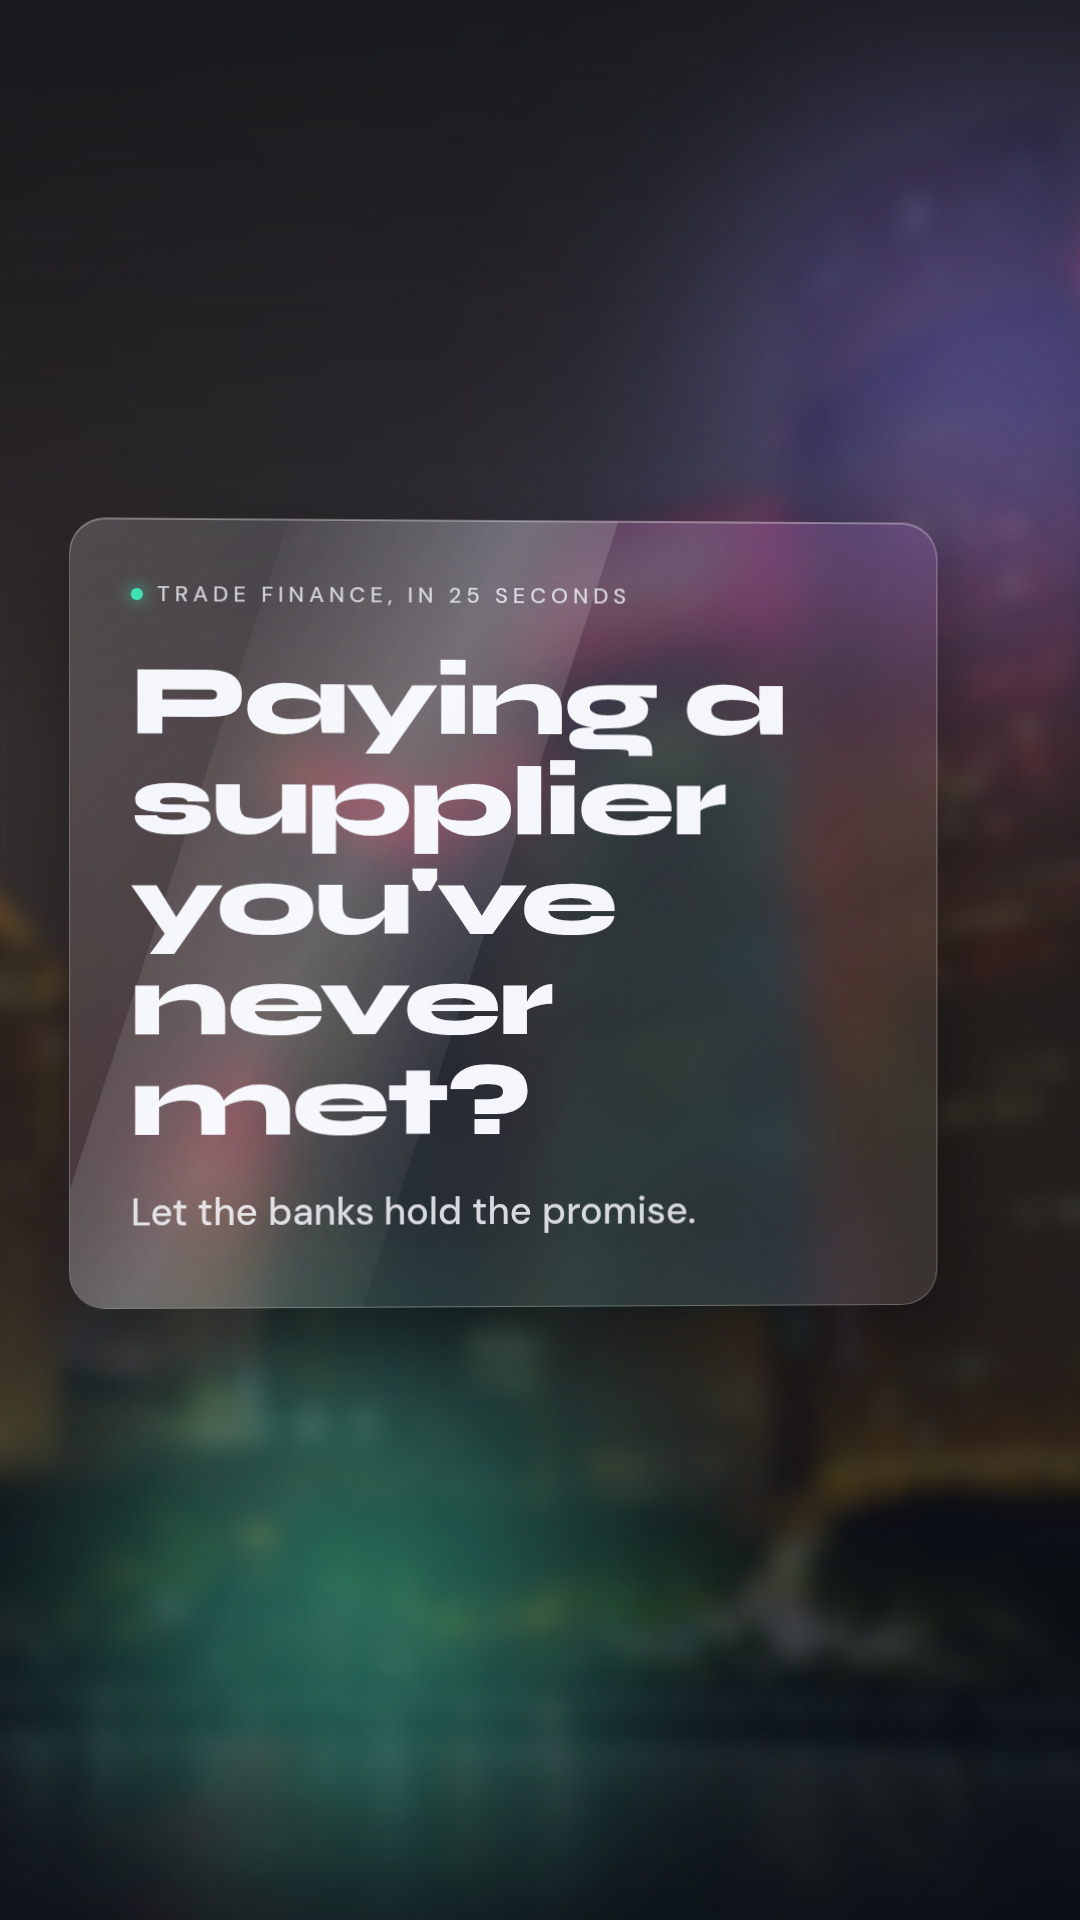 TRADE FINANCE, IN 25 SECONDS
Paying a
supplier
you've
never
met?
Let the banks hold the promise.